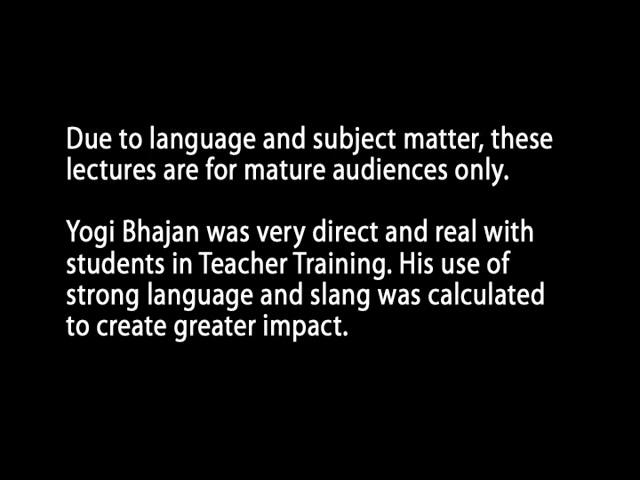 Due to language and subject matter, these
lectures are for mature audiences only.
Yogi Bhajan was very direct and real with
students in Teacher Training. His use of
strong language and slang was calculated
to create greater impact.